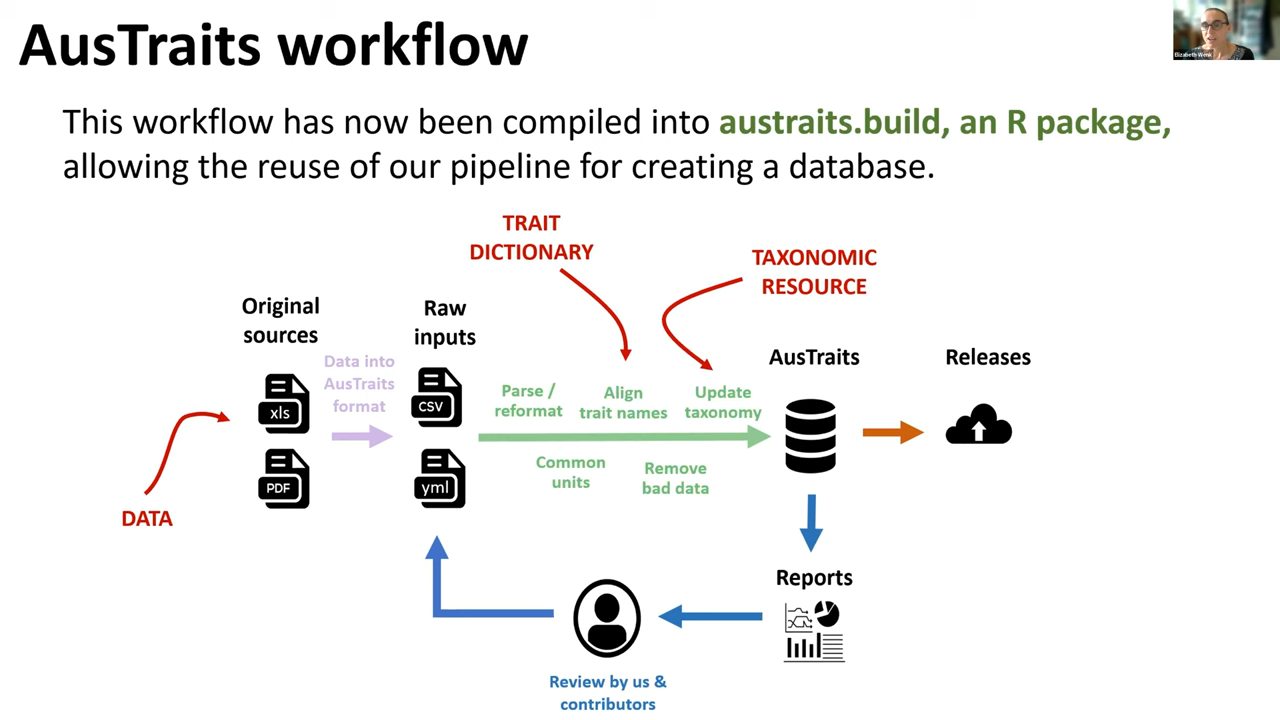 AusTraits workflow
Elizabeth Wenk
This workflow has now been compiled into austraits.build, an R package,
allowing the reuse of our pipeline for creating a database.
TRAIT
DICTIONARY
TAXONOMIC
RESOURCE
Original
sources
Raw
inputs
AusTraits
Releases
Data into
AusTraits
format
Parse /
reformat
Align
trait names
Update
taxonomy
xls
CSV
Common
units
Remove
bad data
PDF
yml
DATA
Reports
Review by us &
contributors